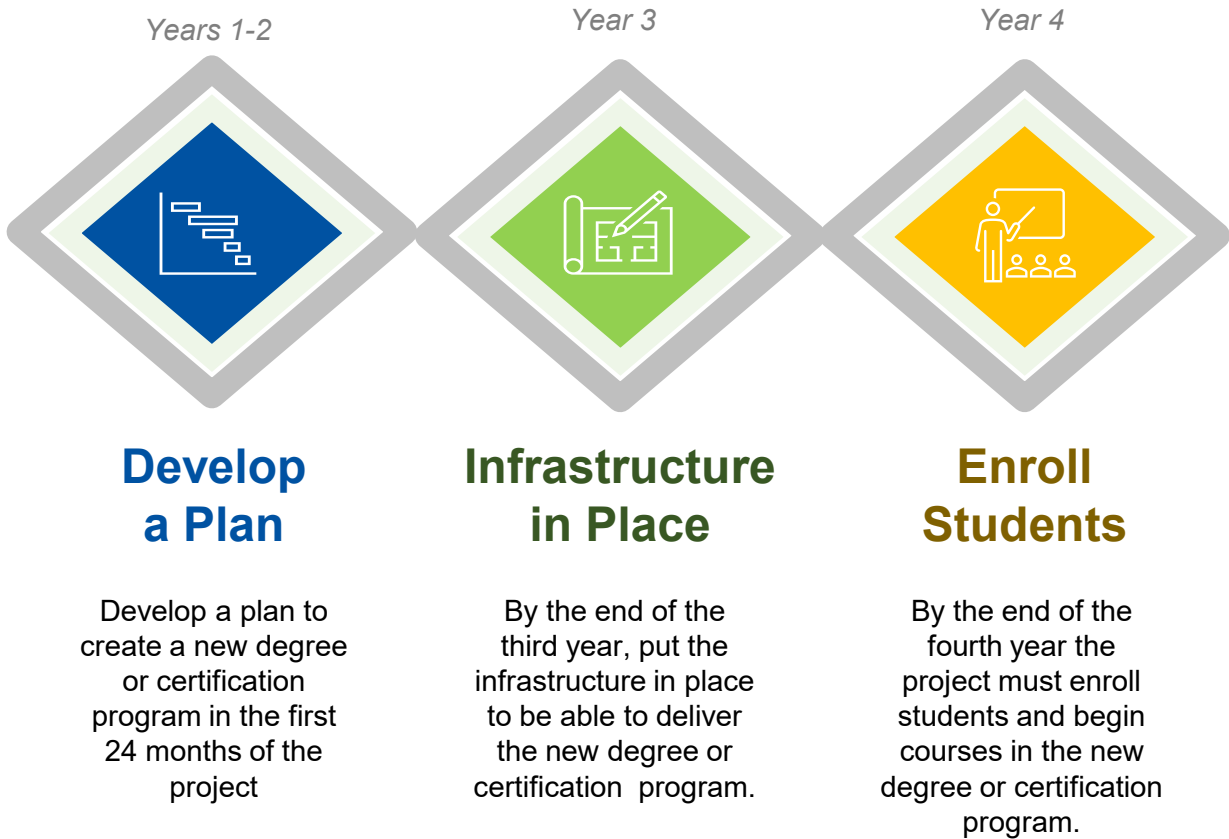 Years 1-2
Year 3
Year 4
Develop
a Plan
Infrastructure
in Place
Enroll
Students
Develop a plan to
create a new degree
or certification
program in the first
24 months of the
project
By the end of the
third year, put the
infrastructure in place
to be able to deliver
the new degree or
certification  program.
By the end of the
fourth year the
project must enroll
students and begin
courses in the new
degree or certification
program.